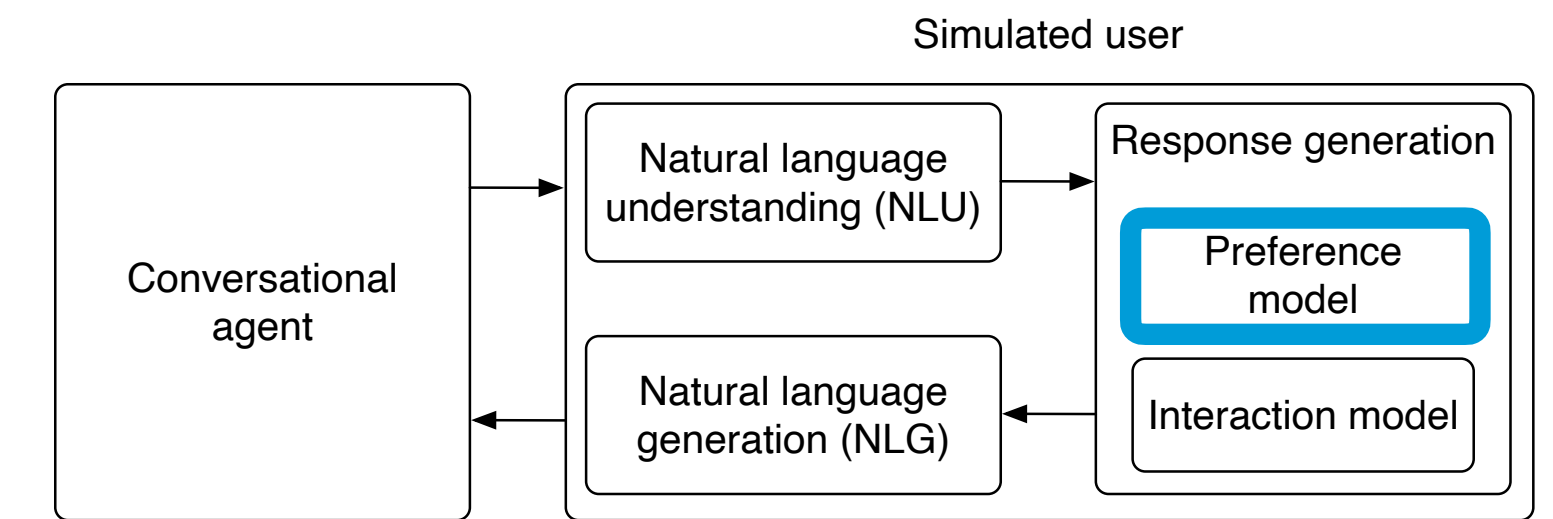 Simulated user
Conversational
agent
Natural language
understanding (NLU)
Natural language
generation (NLG)
Response generation
Preference
model
Interaction model